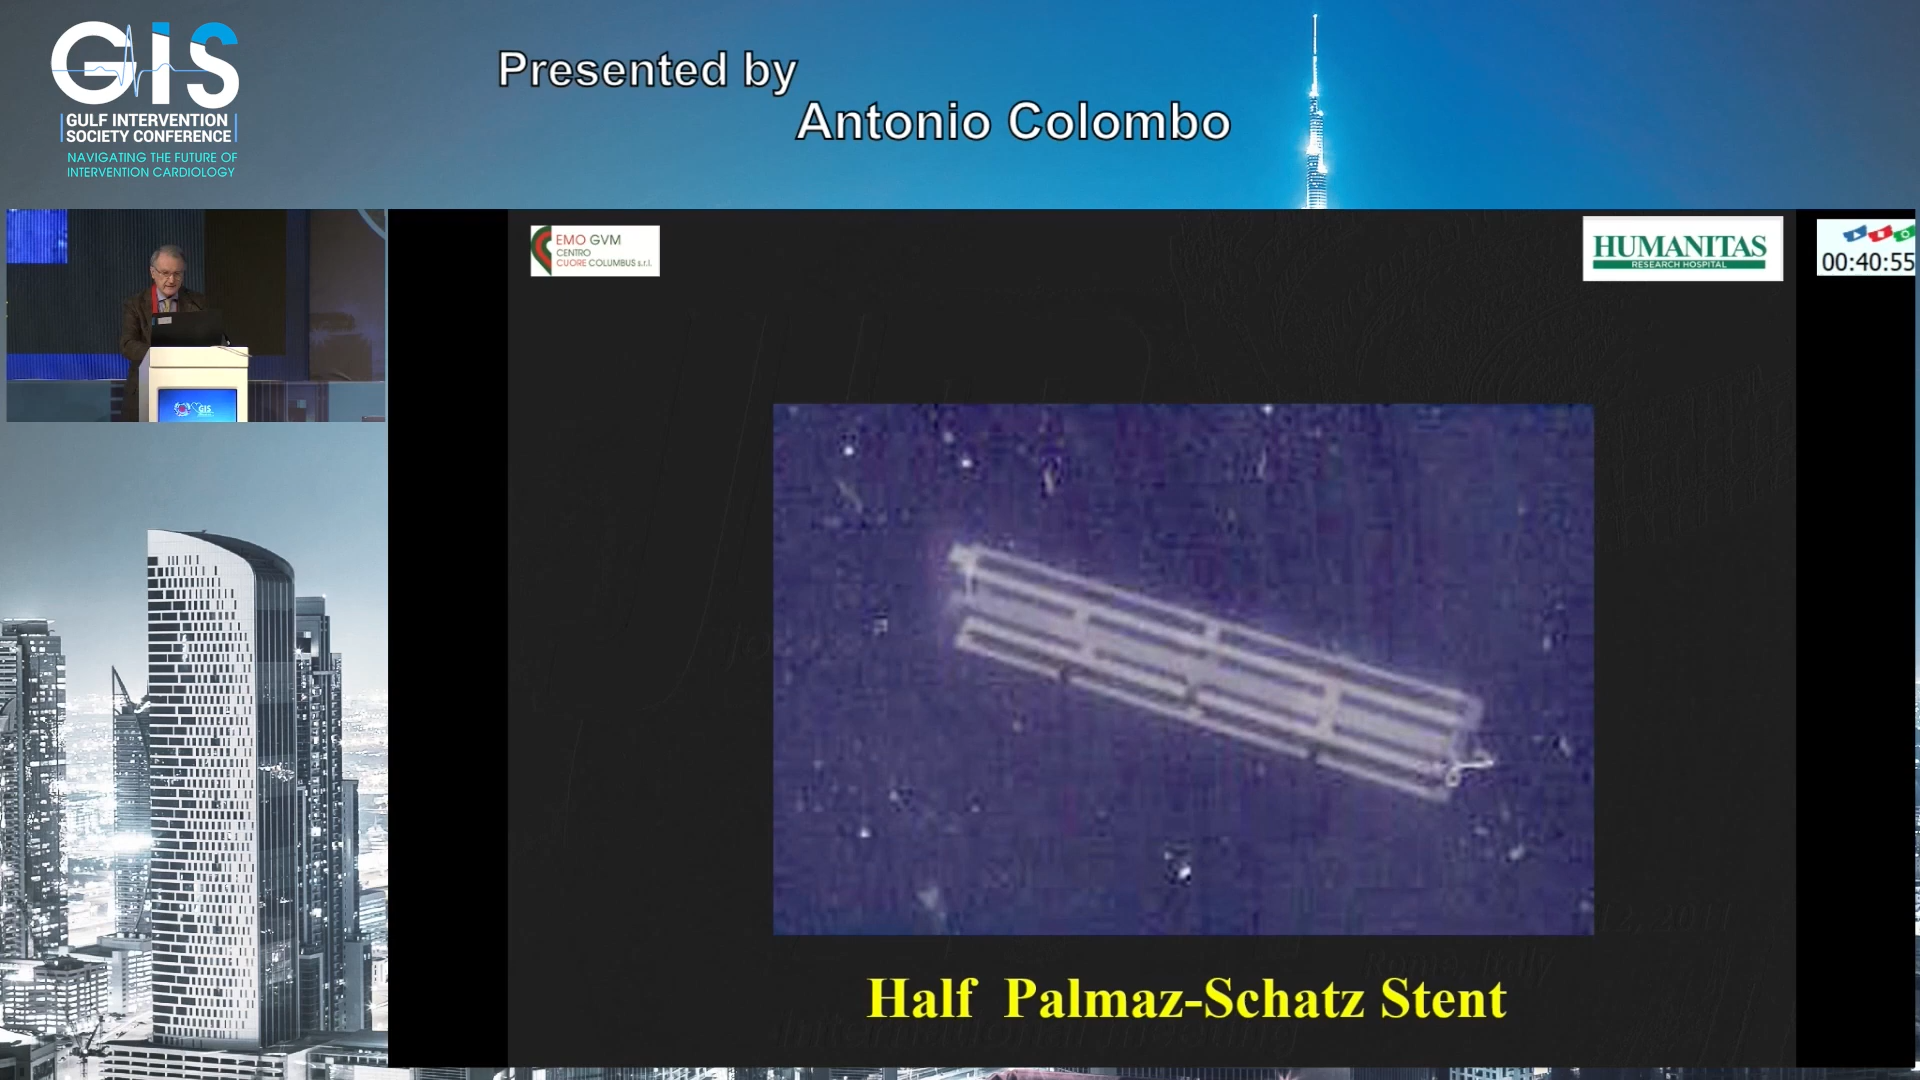 GIS
GULF INTERVENTION
SOCIETY CONFERENCE
NAVIGATING THE FUTURE OF
INTERVENTION CARDIOLOGY
Presented by
Antonio Colombo
EMO GVM
CENTRO
CUORE COLUMBUS s.r.l.
HUMANITAS
RESEARCH HOSPITAL
00:40:55
GIS
Half Palmaz-Schatz Stent